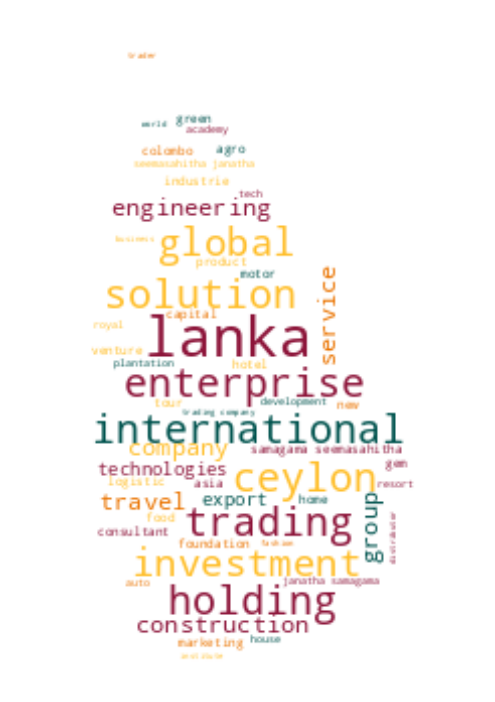 trader
world green
academy
colombo agro
seemasahitha janatha
industrie
tech
engineering
business global
product
motor
solution
service
capital
royal lanka
venture
plantation hotel
enterprise
tour development new
trading company
international
company samagama seemasahitha
technologies gem
logistic asia ceylon resort
travel export home
group
food trading
consultant distributor
foundation fashion
investment
auto janatha samagama
holding
construction
marketing house
institute